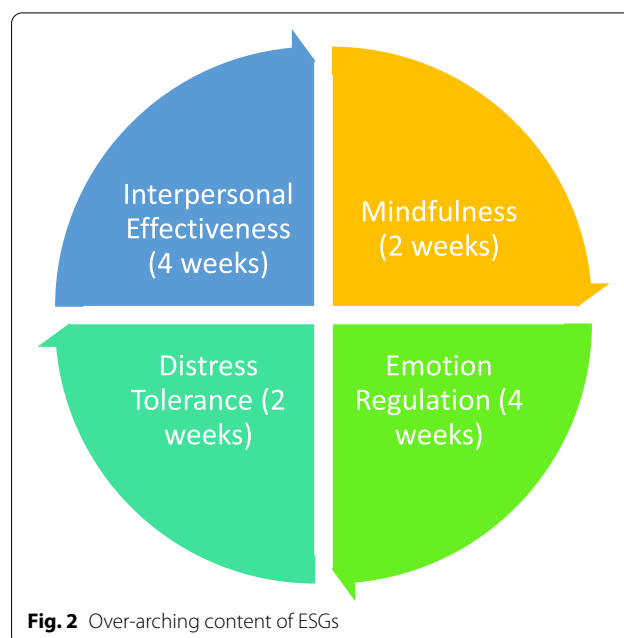 Interpersonal
Effectiveness
(4 weeks)
Mindfulness
(2 weeks)
Distress
Tolerance (2
weeks)
Emotion
Regulation (4
weeks)
Fig. 2 Over-arching content of ESGs